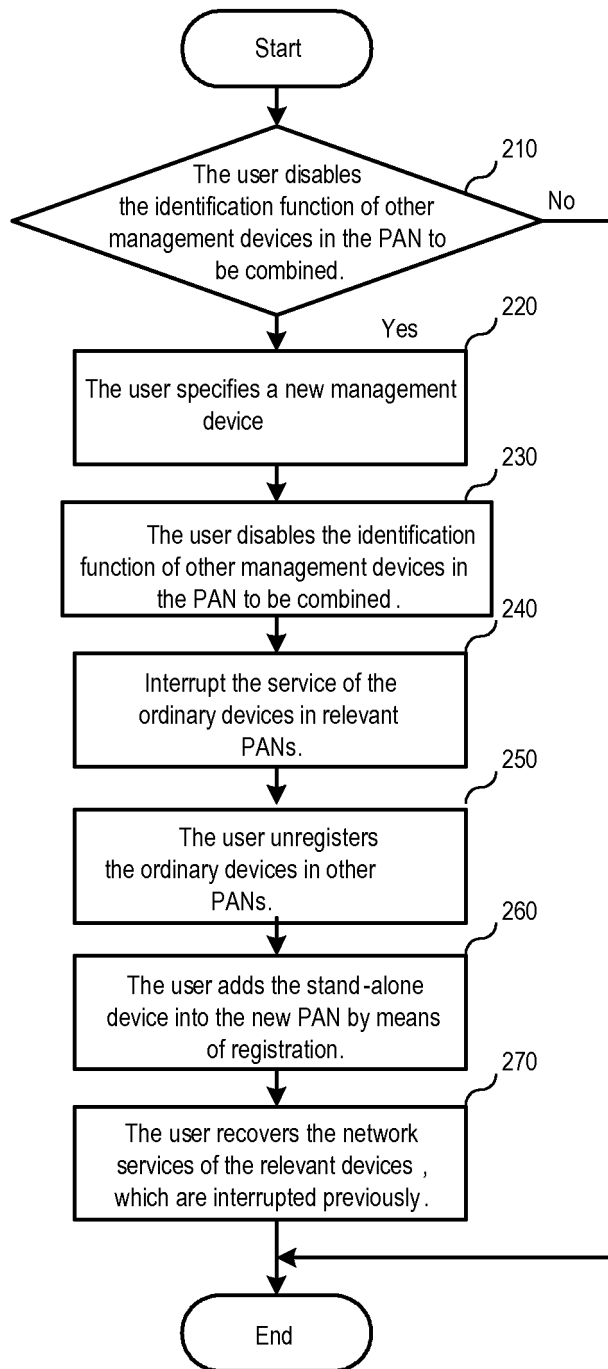 Start
210
The user disables
the identification function of other
management devices in the PAN to
be combined.
No
Yes
220
The user specifies a new management
device
230
The user disables the identification
function of other management devices in
the PAN to be combined .
240
Interrupt the service of the
ordinary devices in relevant
PANs.
250
The user unregisters
the ordinary devices in other
PANs.
260
The user adds the stand-alone
device into the new PAN by means
of registration.
270
The user recovers the network
services of the relevant devices ,
which are interrupted previously .
End